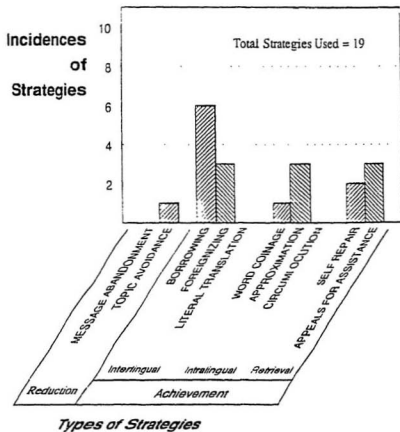 Incidences
of
Strategies
10
8
6
4
2
Total Strategies Used = 19
MESSAGE ABANDONMENT
TOPIC AVOIDANCE
BORROWING
FOREIGNIZING
LITERAL TRANSLATION
WORD COINAGE
APPROXIMATION
CIRCUMLOCUTION
SELF REPAIR
APPEALS FOR ASSISTANCE
Interlingual
Intralingual
Retrieval
Reduction
Achievement
Types of Strategies